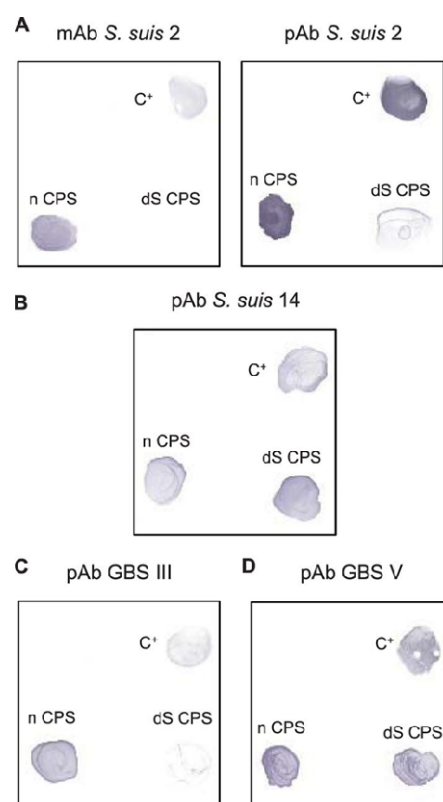 A
mAb S. suis 2
pAb S. suis 2
C+
C+
n CPS
dS CPS
n CPS
dS CPS
B
pAb S. suis 14
C+
n CPS
dS CPS
C
pAb GBS III
D
pAb GBS V
C+
C+
n CPS
dS CPS
n CPS
dS CPS